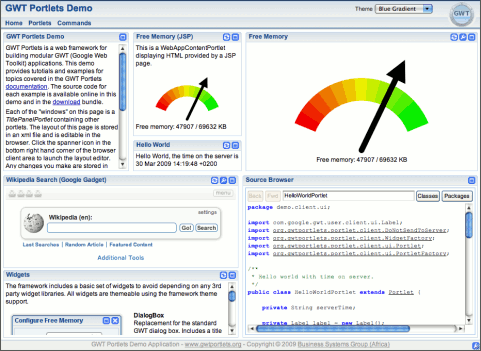 GWT Portlets Demo
Theme Blue Gradient
GWT
Home Portlets Commands
GWT Portlets Demo
GWT Portlets is a web framework for
building modular GWT (Google Web
Toolkit) applications. This demo
provides tutorials and examples for
topics covered in the GWT Portlets
documentation. The source code for
each example is available online in this
demo and in the download bundle.
Each of the "windows" on this page is a
TitlePanelPortlet containing other
portlets. The layout of this page is stored
in an xml file and is editable in the
browser. Click the spanner icon in the
bottom right hand corner of the browser
client area to launch the layout editor.
Any changes you make are stored in
Free Memory (JSP)
This is a WebAppContentPortlet
displaying HTML provided by a JSP
page.
Free memory: 47907 / 69632 KB
Hello World
Hello World, the time on the server is
30 Mar 2009 14:19:48 +0200
Free Memory
Free memory: 47907 / 69632 KB
Wikipedia Search (Google Gadget)
menu
settings
Wikipedia (en):
Go! Search
Last Searches | Random Article | Featured Content
Additional Tools
Widgets
The framework includes a basic set of widgets to avoid depending on any 3rd
party widget libraries. All widgets are themeable using the framework theme
support.
Configure Free Memory
DialogBox
Replacement for the standard
GWT dialog box. Includes a title
Source Browser
Back Fwd HelloWorldPortlet Classes Packages
package demo.client.ui;
import com.google.gwt.user.client.ui.Label;
import org.gwtportlets.portlet.client.DoNotSendToServer;
import org.gwtportlets.portlet.client.WidgetFactory;
import org.gwtportlets.portlet.client.ui.Portlet;
import org.gwtportlets.portlet.client.ui.PortletFactory;
/**
* Hello world with time on server.
*/
public class HelloWorldPortlet extends Portlet {
private String serverTime;
private Label label = new Label();
GWT Portlets Demo Application - www.gwtportlets.org - Copyright © 2009 Business Systems Group (Africa)